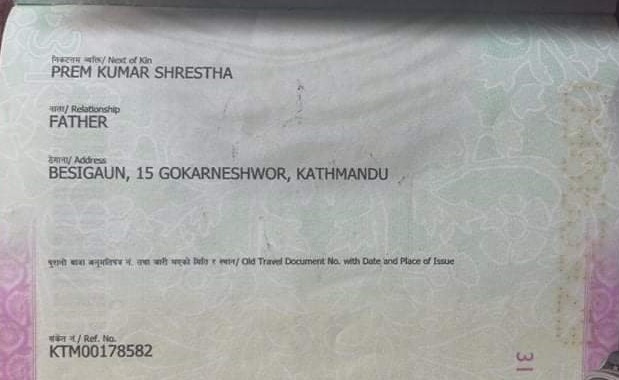 निकटतम व्यक्ति/ Next of Kin
PREM KUMAR SHRESTHA
नाता/ Relationship
FATHER
ठेगाना/ Address
BESIGAUN, 15 GOKARNESHWOR, KATHMANDU
पुरानो यात्रा अनुमतिपत्र नं. तथा जारी भएको मिति र स्थान/ Old Travel Document No. with Date and Place of Issue
संकेत नं./ Ref. No.
KTM00178582
31